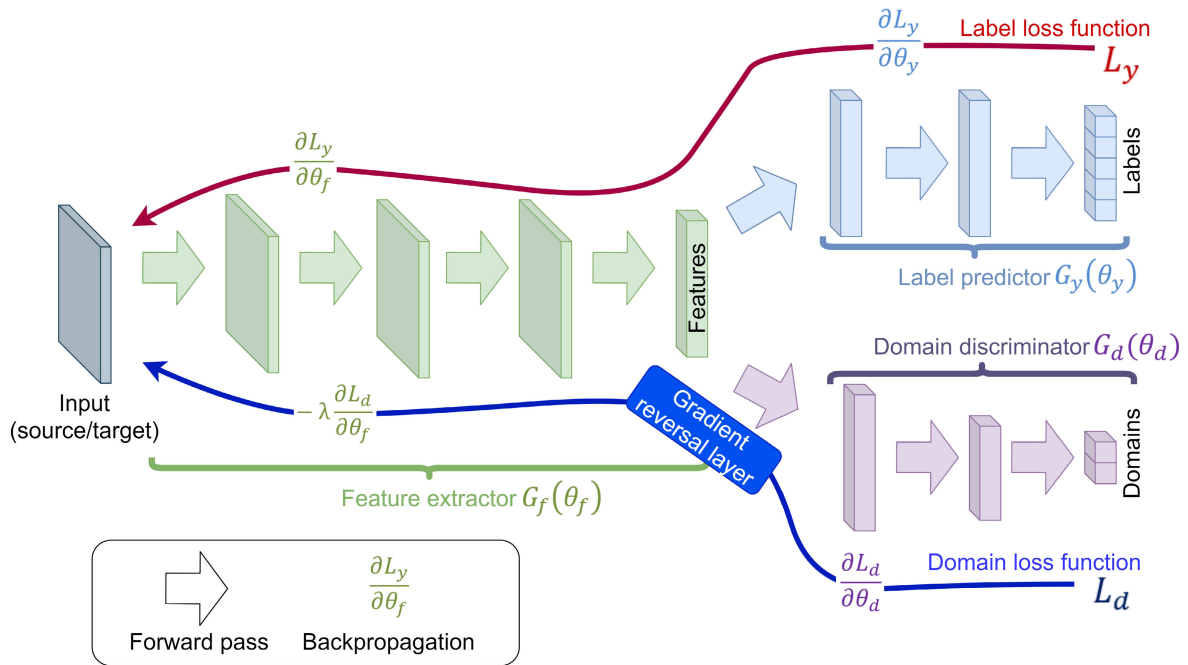 ∂L_y/∂θ_y
Label loss function
L_y
∂L_y/∂θ_f
Labels
Features
Label predictor G_y(θ_y)
Domain discriminator G_d(θ_d)
Input
(source/target)
−λ ∂L_d/∂θ_f
Gradient
reversal layer
Domains
Feature extractor G_f(θ_f)
∂L_d/∂θ_d
Domain loss function
L_d
∂L_y/∂θ_f
Forward pass
Backpropagation